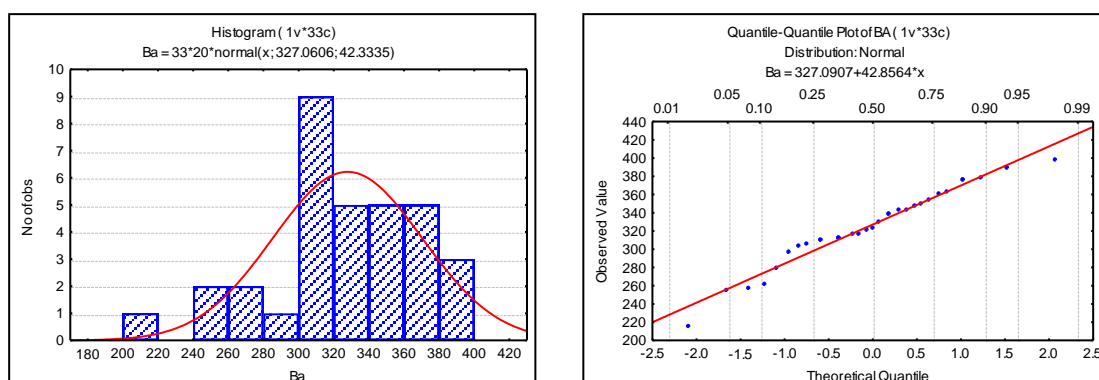 Histogram ( 1v*33c)
Ba = 33*20*normal(x; 327.0606; 42.3335)
10
9
8
7
6
5
4
3
2
1
0
No of obs
180 200 220 240 260 280 300 320 340 360 380 400 420
Ba
Quantile-Quantile Plot of BA ( 1v*33c)
Distribution: Normal
Ba = 327.0907+42.8564*x
0.01 0.05 0.10 0.25 0.50 0.75 0.90 0.95 0.99
440
420
400
380
360
340
320
300
280
260
240
220
200
Observed Value
-2.5 -2.0 -1.5 -1.0 -0.5 0.0 0.5 1.0 1.5 2.0 2.5
Theoretical Quantile